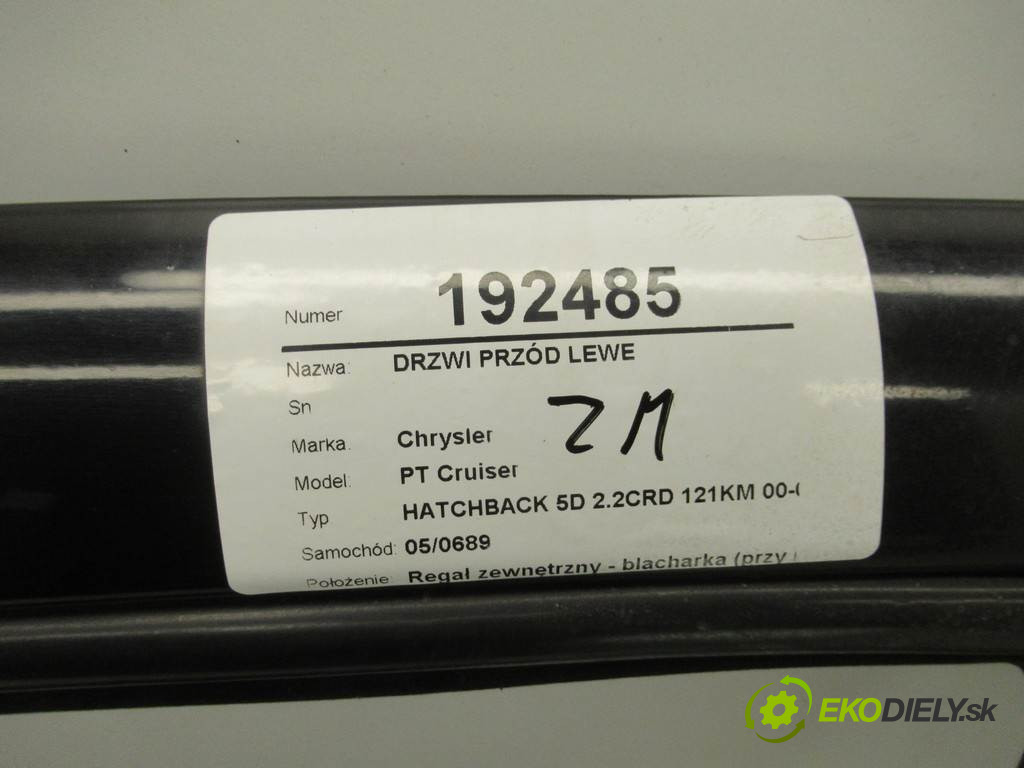 Numer 192485
Nazwa: DRZWI PRZÓD LEWE
Sn
Marka: Chrysler
Model: PT Cruiser
Typ HATCHBACK 5D 2.2CRD 121KM 00-
Samochód: 05/0689
Położenie: Regał zewnętrzny - blacharka (przy
ZM
EKODIELY.sk